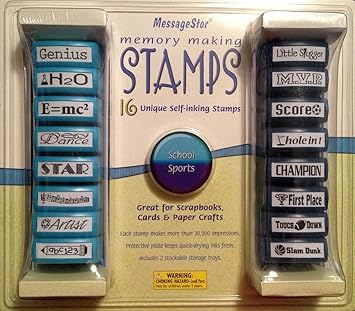 MessageStor®
memory making
STAMPS
16 Unique Self-inking Stamps
School
Sports
Great for Scrapbooks,
Cards & Paper Crafts
Each stamp makes more than 30,000 impressions.
Protective plate keeps quick-drying inks fresh.
includes 2 stackable storage trays.
WARNING:
CHOKING HAZARD-Small Parts.
Not for children under 3 years.
Genius
H2O
E=mc²
Dance
STAR
Artist
abc123
Little Slugger
M.V.P.
Score
hole in 1
CHAMPION
First Place
Touch Down
Slam Dunk